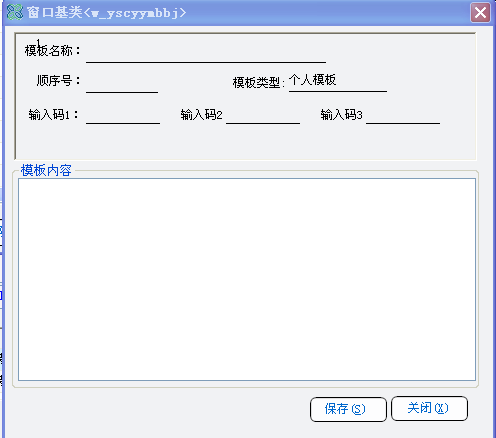 窗口基类<w_yscyymbbj>
模板名称：
顺序号： 模板类型: 个人模板
输入码1： 输入码2 输入码3
模板内容
保存(S) 关闭(X)